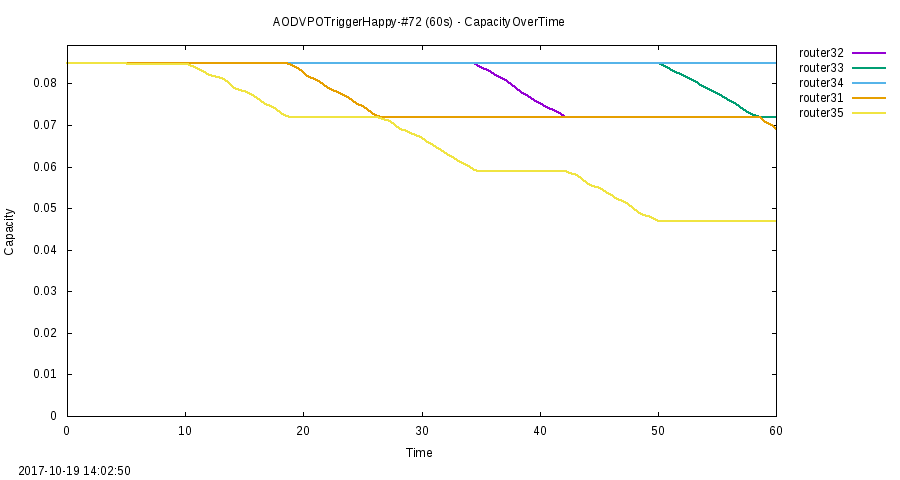 AODVPOTriggerHappy-#72 (60s) - CapacityOverTime
router32
router33
router34
router31
router35
0.08
0.07
0.06
0.05
0.04
0.03
0.02
0.01
0
Capacity
0 10 20 30 40 50 60
Time
2017-10-19 14:02:50